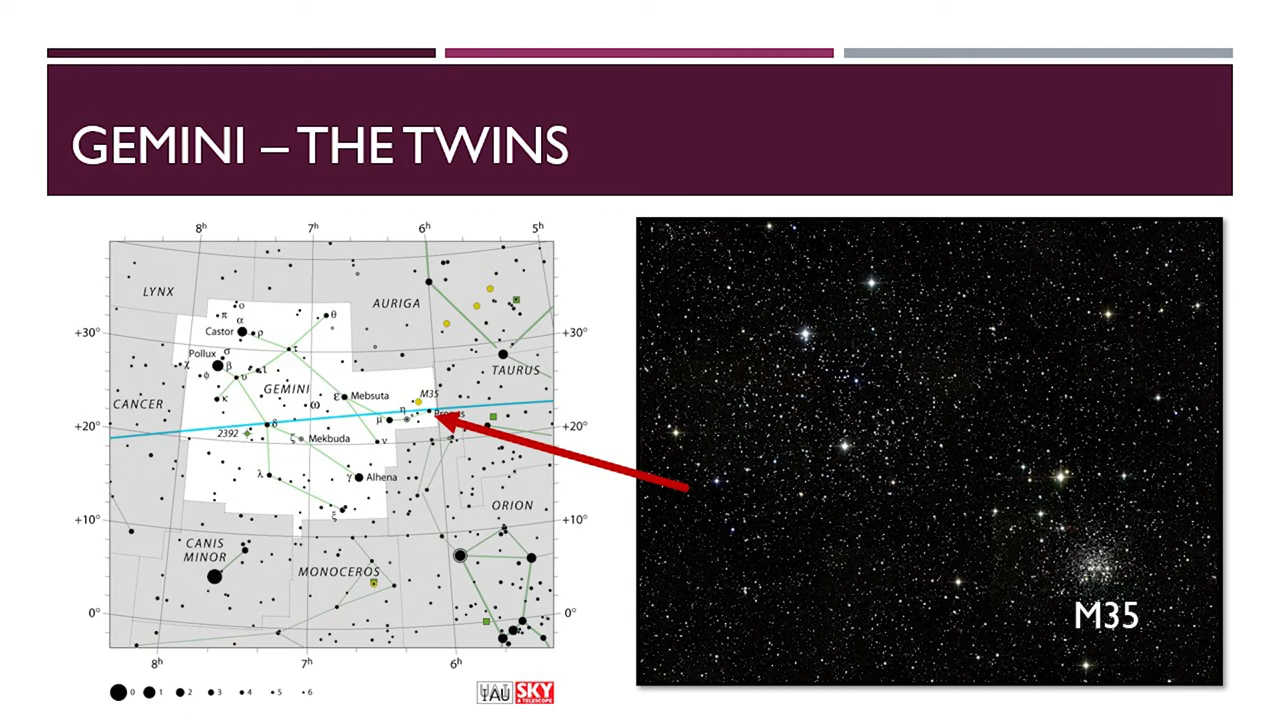 GEMINI – THE TWINS
8h 7h 6h 5h
LYNX
AURIGA
+30°
+30°
Castor
α
π
ο
ρ
θ
τ
Pollux
σ
β
χ
φ
ι
υ
κ
TAURUS
GEMINI
CANCER
ω
ε Mebsuta
M35
η
Propus
μ
ν
+20°
+20°
2392
δ
ζ Mekbuda
λ
γ Alhena
ξ
ORION
+10°
+10°
CANIS
MINOR
MONOCEROS
0°
0°
8h 7h 6h
0 1 2 3 4 5 6
IAU
SKY
& TELESCOPE
M35